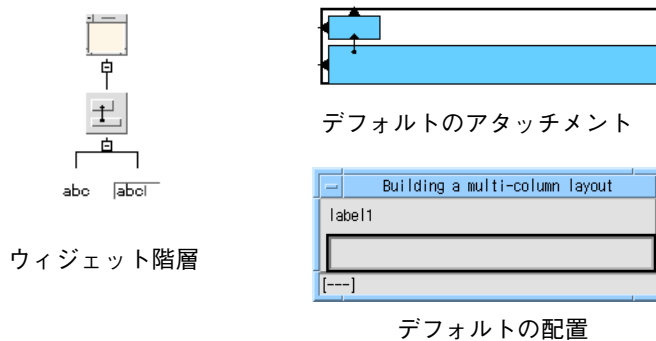 abc
abcl
ウィジェット階層
デフォルトのアタッチメント
Building a multi-column layout
label1
[---]
デフォルトの配置